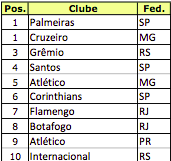 Pos. Clube Fed.
1 Palmeiras SP
1 Cruzeiro MG
3 Grêmio RS
4 Santos SP
5 Atlético MG
6 Corinthians SP
7 Flamengo RJ
8 Botafogo RJ
9 Atlético PR
10 Internacional RS